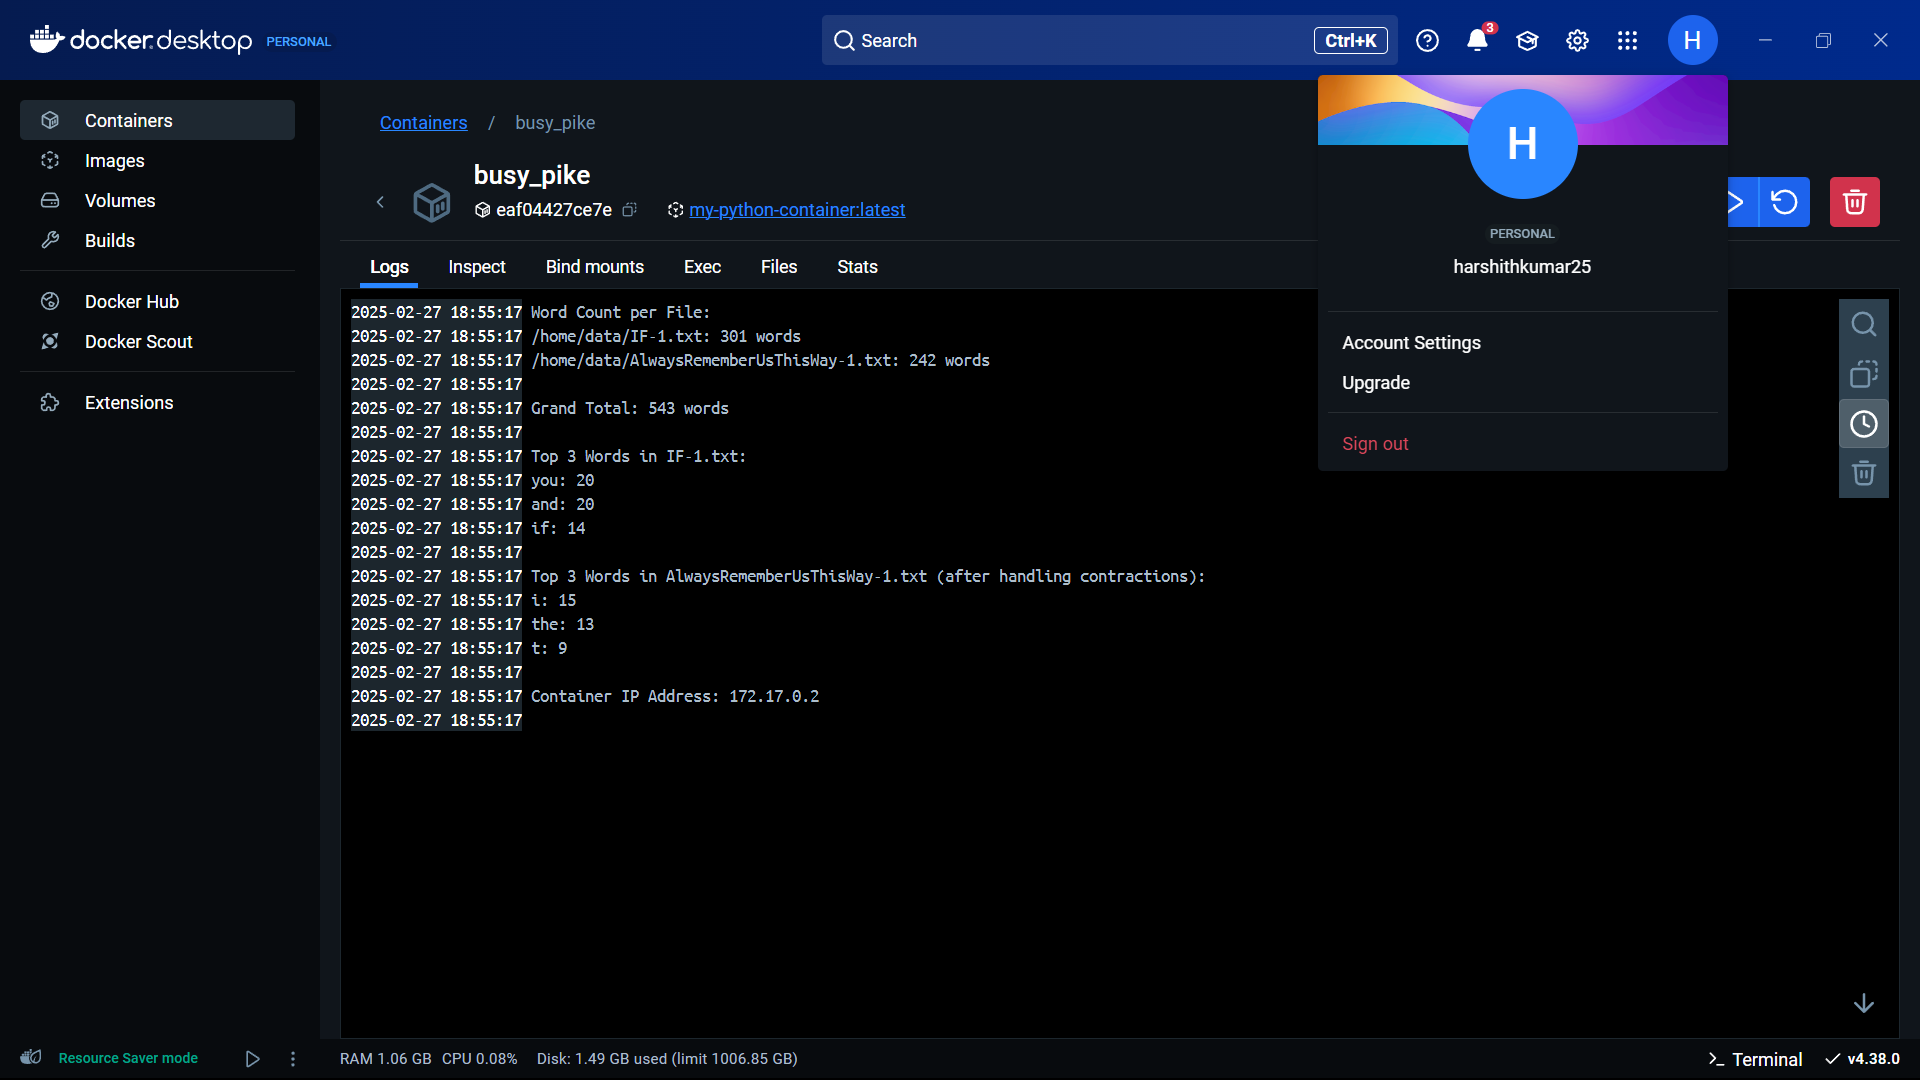 docker.desktop PERSONAL
Search
Ctrl+K
3
H
Containers
Images
Volumes
Builds
Docker Hub
Docker Scout
Extensions
Containers / busy_pike
busy_pike
eaf04427ce7e my-python-container:latest
Logs Inspect Bind mounts Exec Files Stats
H
PERSONAL
harshithkumar25
Account Settings
Upgrade
Sign out
2025-02-27 18:55:17 Word Count per File:
2025-02-27 18:55:17 /home/data/IF-1.txt: 301 words
2025-02-27 18:55:17 /home/data/AlwaysRememberUsThisWay-1.txt: 242 words
2025-02-27 18:55:17
2025-02-27 18:55:17 Grand Total: 543 words
2025-02-27 18:55:17
2025-02-27 18:55:17 Top 3 Words in IF-1.txt:
2025-02-27 18:55:17 you: 20
2025-02-27 18:55:17 and: 20
2025-02-27 18:55:17 if: 14
2025-02-27 18:55:17
2025-02-27 18:55:17 Top 3 Words in AlwaysRememberUsThisWay-1.txt (after handling contractions):
2025-02-27 18:55:17 i: 15
2025-02-27 18:55:17 the: 13
2025-02-27 18:55:17 t: 9
2025-02-27 18:55:17
2025-02-27 18:55:17 Container IP Address: 172.17.0.2
2025-02-27 18:55:17
Resource Saver mode
RAM 1.06 GB CPU 0.08% Disk: 1.49 GB used (limit 1006.85 GB)
Terminal
v4.38.0